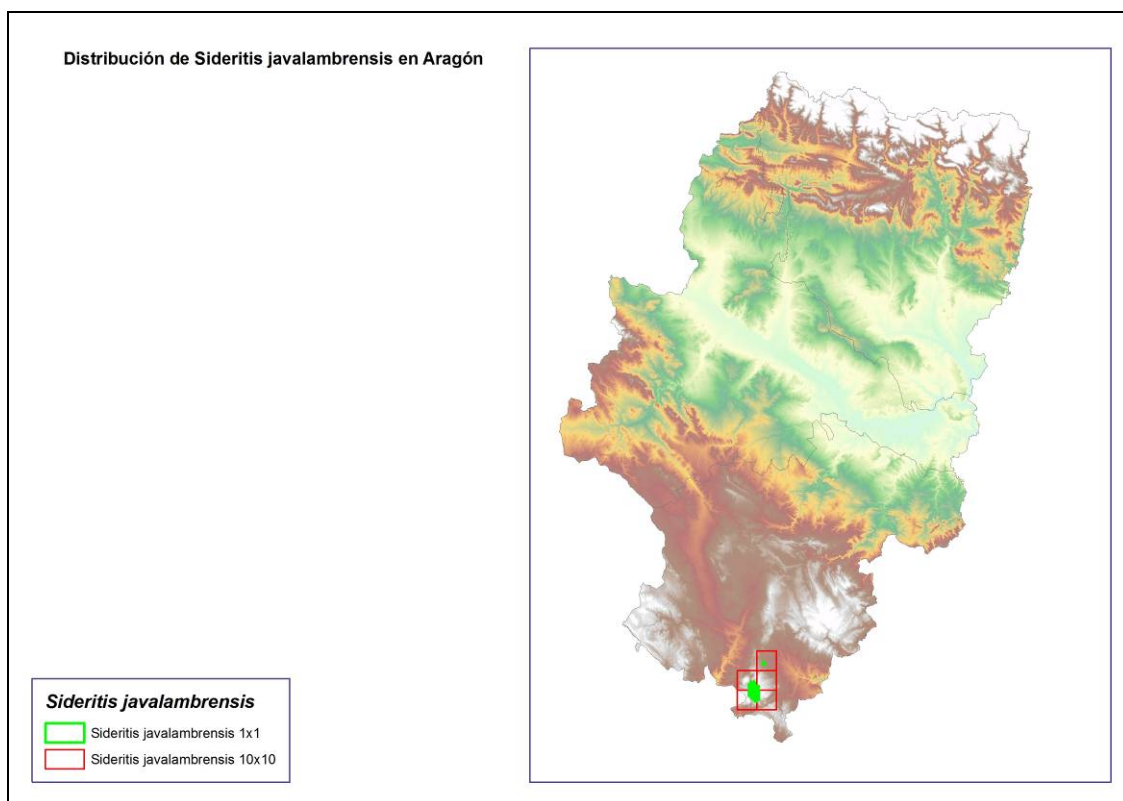 Distribución de Sideritis javalambrensis en Aragón
Sideritis javalambrensis
Sideritis javalambrensis 1x1
Sideritis javalambrensis 10x10